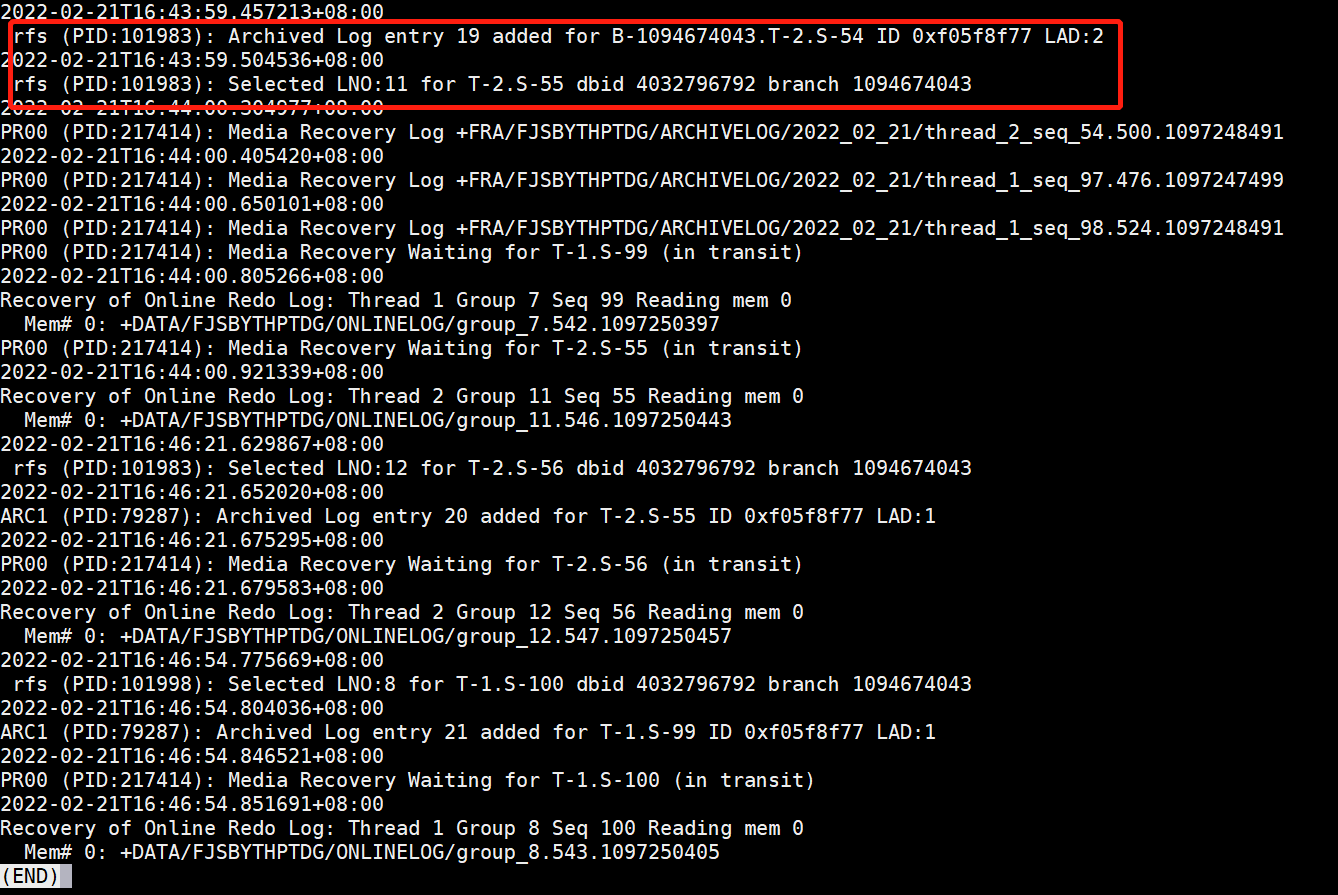 2022-02-21T16:43:59.457213+08:00
rfs (PID:101983): Archived Log entry 19 added for B-1094674043.T-2.S-54 ID 0xf05f8f77 LAD:2
2022-02-21T16:43:59.504536+08:00
rfs (PID:101983): Selected LNO:11 for T-2.S-55 dbid 4032796792 branch 1094674043
2022-02-21T16:44:00.304977+08:00
PR00 (PID:217414): Media Recovery Log +FRA/FJSBYTHPTDG/ARCHIVELOG/2022_02_21/thread_2_seq_54.500.1097248491
2022-02-21T16:44:00.405420+08:00
PR00 (PID:217414): Media Recovery Log +FRA/FJSBYTHPTDG/ARCHIVELOG/2022_02_21/thread_1_seq_97.476.1097247499
2022-02-21T16:44:00.650101+08:00
PR00 (PID:217414): Media Recovery Log +FRA/FJSBYTHPTDG/ARCHIVELOG/2022_02_21/thread_1_seq_98.524.1097248491
PR00 (PID:217414): Media Recovery Waiting for T-1.S-99 (in transit)
2022-02-21T16:44:00.805266+08:00
Recovery of Online Redo Log: Thread 1 Group 7 Seq 99 Reading mem 0
Mem# 0: +DATA/FJSBYTHPTDG/ONLINELOG/group_7.542.1097250397
PR00 (PID:217414): Media Recovery Waiting for T-2.S-55 (in transit)
2022-02-21T16:44:00.921339+08:00
Recovery of Online Redo Log: Thread 2 Group 11 Seq 55 Reading mem 0
Mem# 0: +DATA/FJSBYTHPTDG/ONLINELOG/group_11.546.1097250443
2022-02-21T16:46:21.629867+08:00
rfs (PID:101983): Selected LNO:12 for T-2.S-56 dbid 4032796792 branch 1094674043
2022-02-21T16:46:21.652020+08:00
ARC1 (PID:79287): Archived Log entry 20 added for T-2.S-55 ID 0xf05f8f77 LAD:1
2022-02-21T16:46:21.675295+08:00
PR00 (PID:217414): Media Recovery Waiting for T-2.S-56 (in transit)
2022-02-21T16:46:21.679583+08:00
Recovery of Online Redo Log: Thread 2 Group 12 Seq 56 Reading mem 0
Mem# 0: +DATA/FJSBYTHPTDG/ONLINELOG/group_12.547.1097250457
2022-02-21T16:46:54.775669+08:00
rfs (PID:101998): Selected LNO:8 for T-1.S-100 dbid 4032796792 branch 1094674043
2022-02-21T16:46:54.804036+08:00
ARC1 (PID:79287): Archived Log entry 21 added for T-1.S-99 ID 0xf05f8f77 LAD:1
2022-02-21T16:46:54.846521+08:00
PR00 (PID:217414): Media Recovery Waiting for T-1.S-100 (in transit)
2022-02-21T16:46:54.851691+08:00
Recovery of Online Redo Log: Thread 1 Group 8 Seq 100 Reading mem 0
Mem# 0: +DATA/FJSBYTHPTDG/ONLINELOG/group_8.543.1097250405
(END)